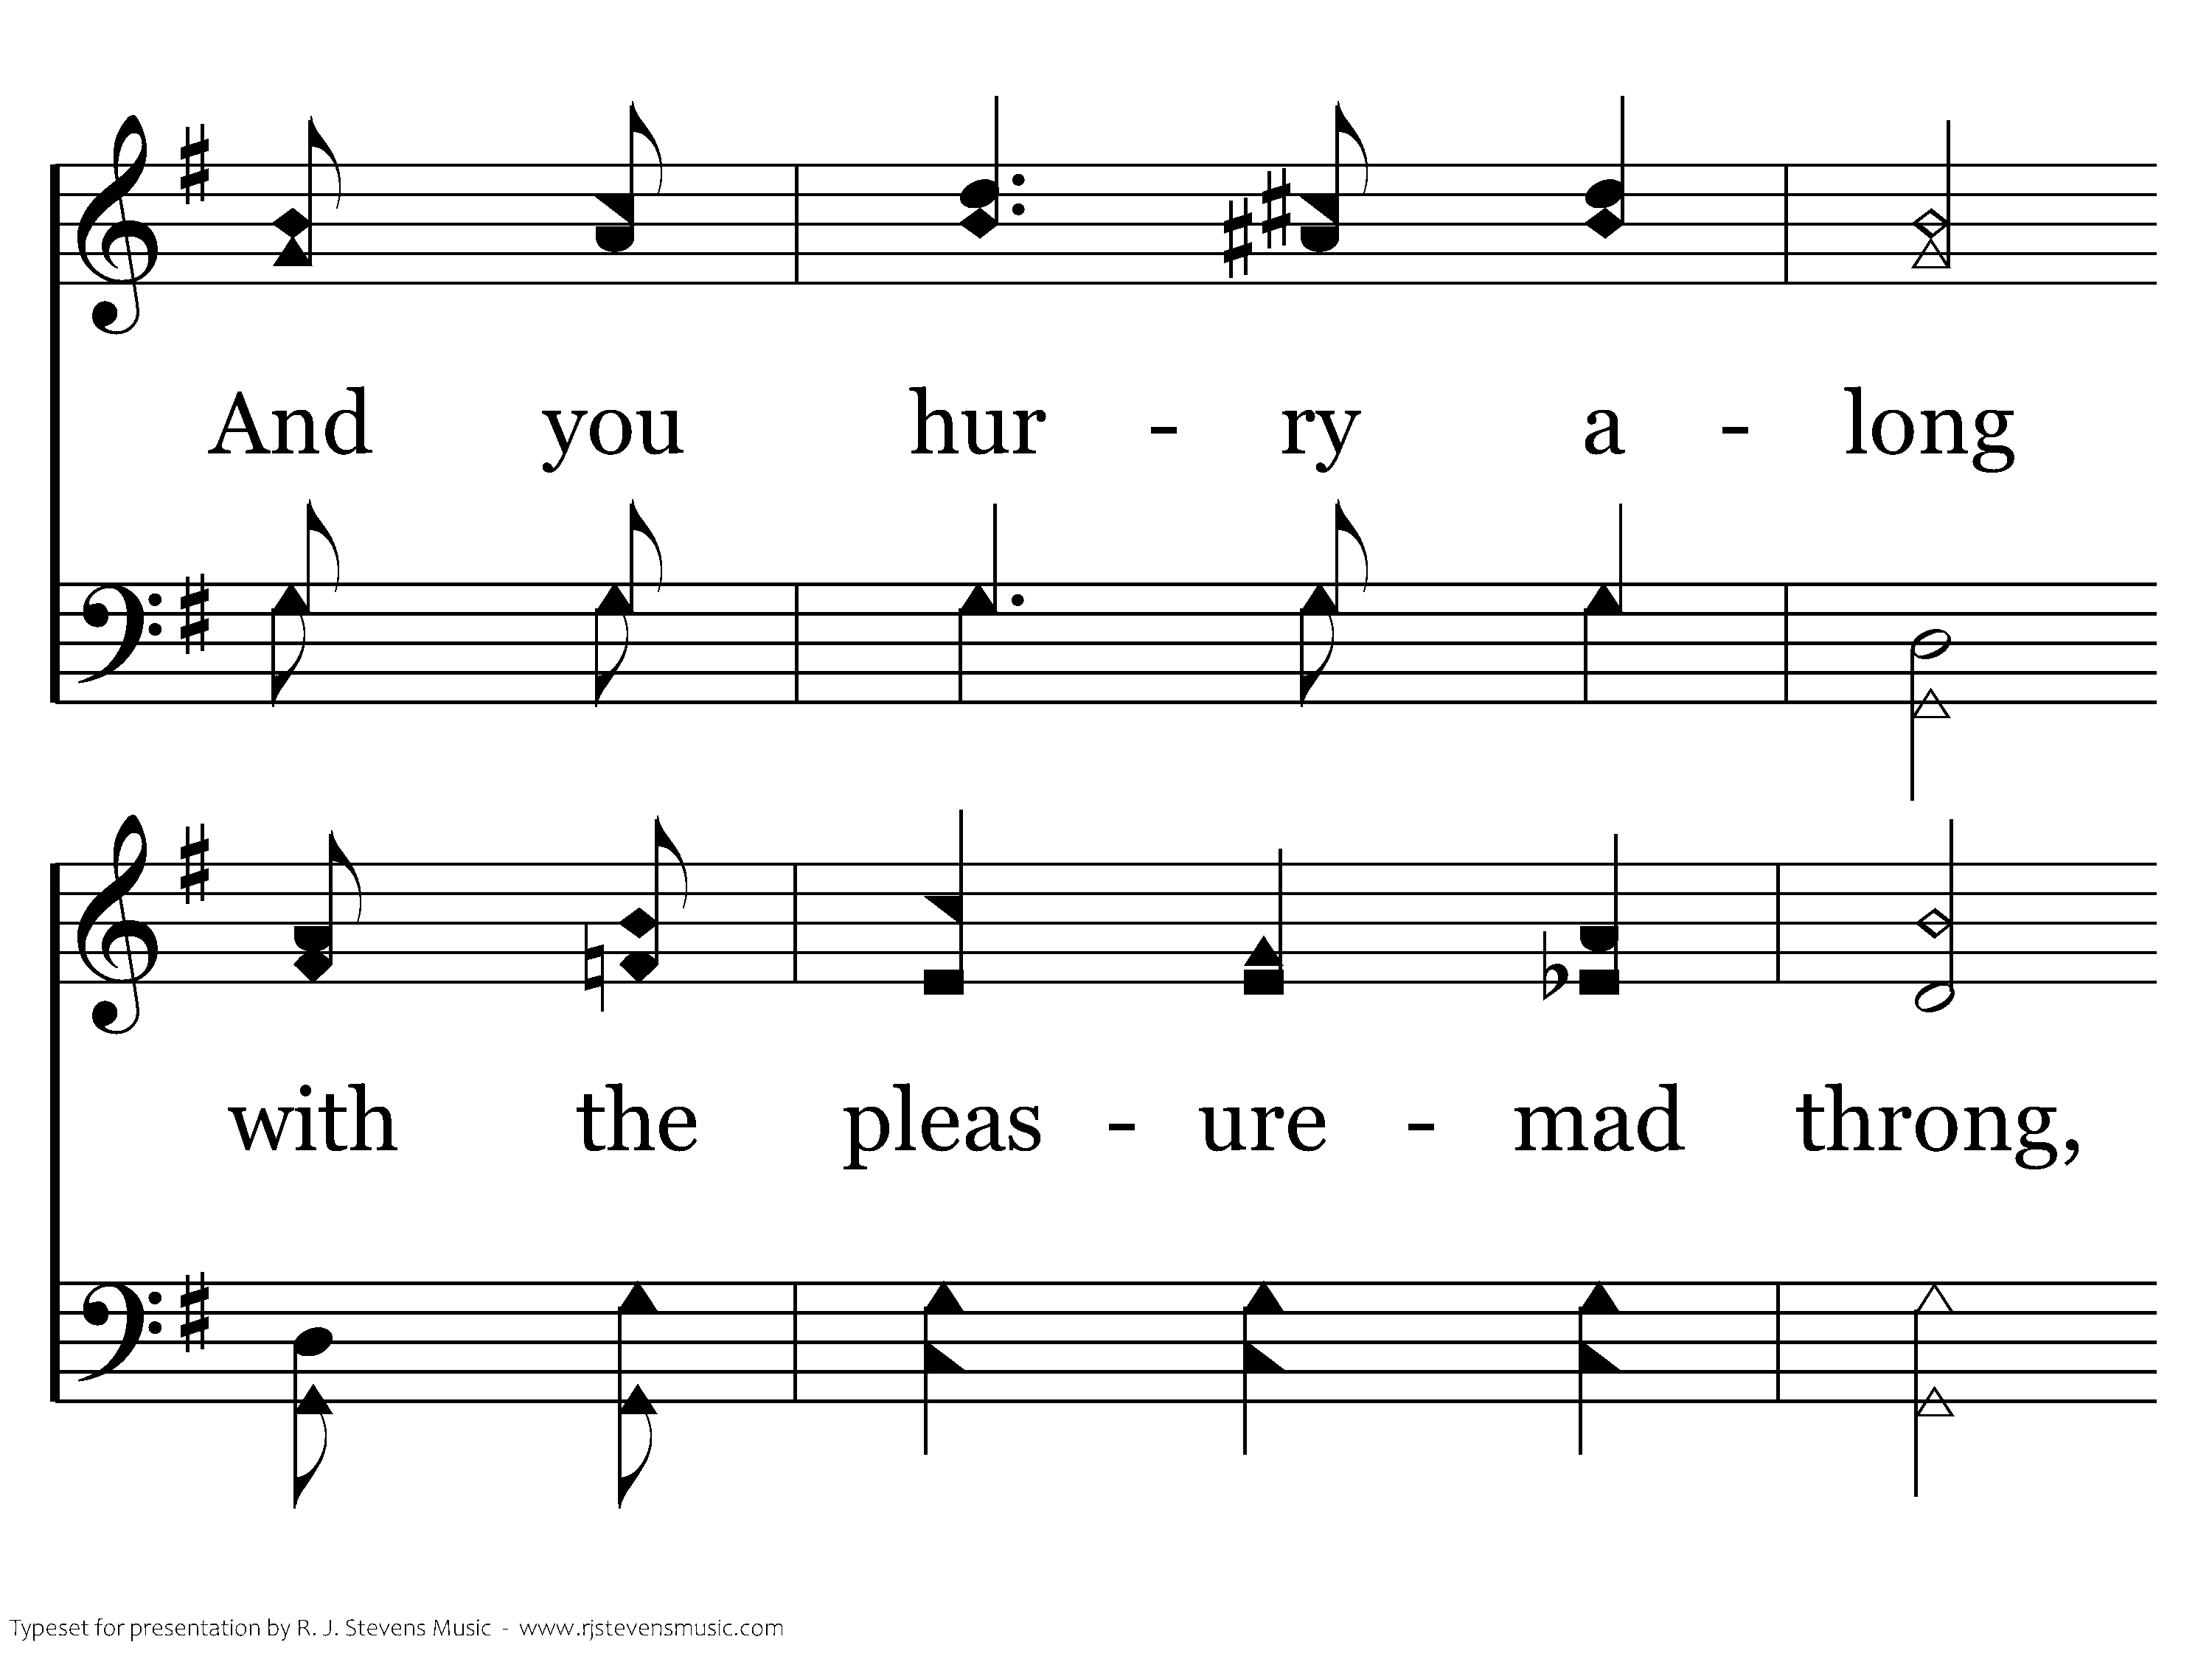 And you hur - ry a - long
with the pleas - ure - mad throng,
Typeset for presentation by R. J. Stevens Music - www.rjstevensmusic.com